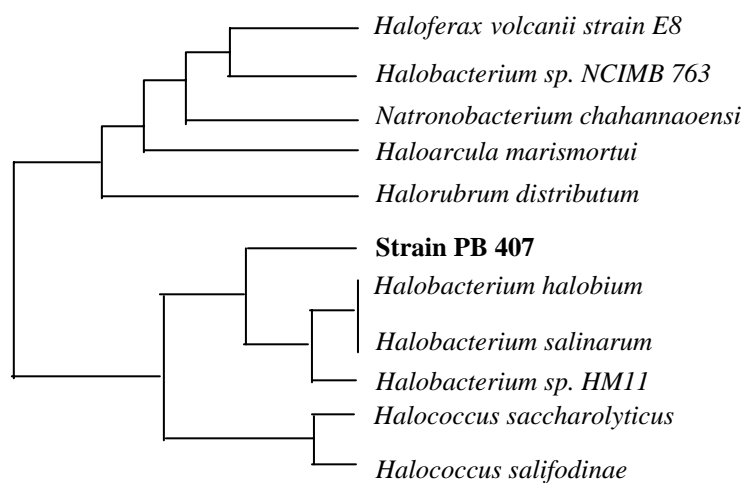 Haloferax volcanii strain E8
Halobacterium sp. NCIMB 763
Natronobacterium chahannaoensi
Haloarcula marismortui
Halorubrum distributum
Strain PB 407
Halobacterium halobium
Halobacterium salinarum
Halobacterium sp. HM11
Halococcus saccharolyticus
Halococcus salifodinae